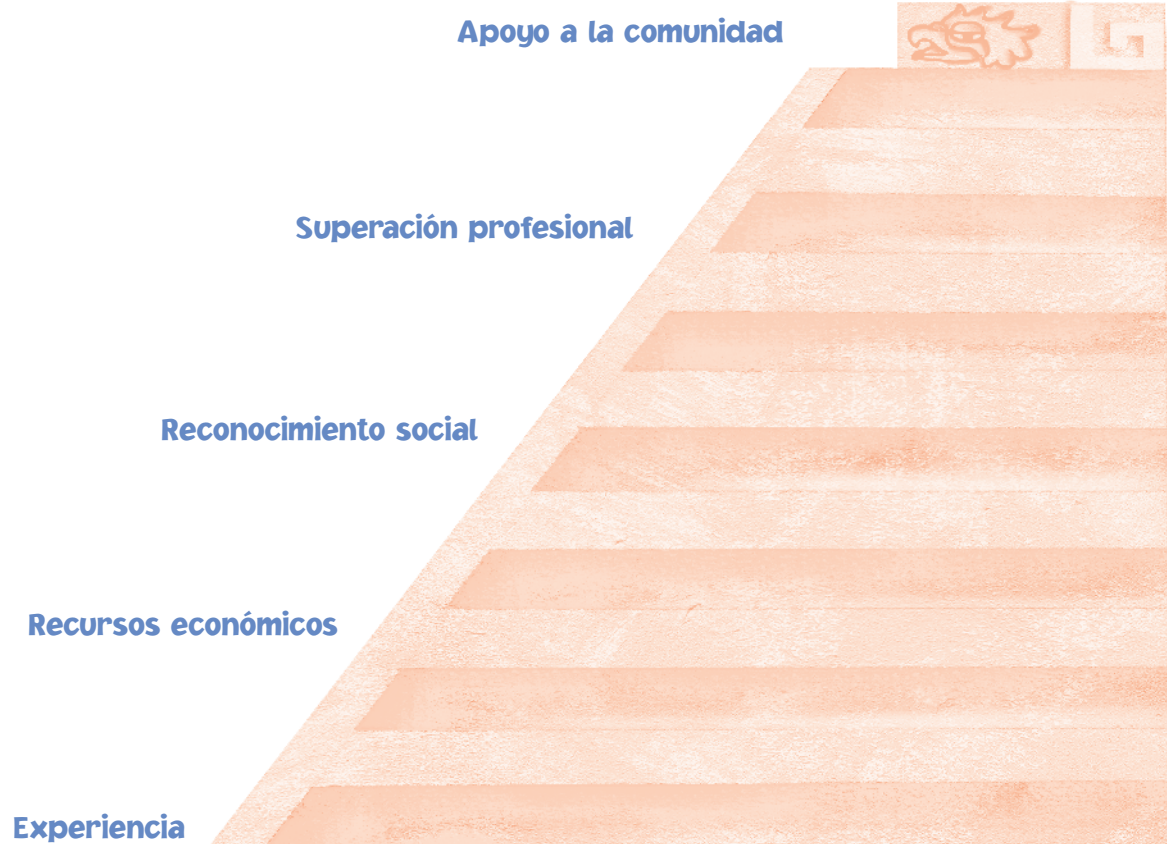 Apoyo a la comunidad
Superación profesional
Reconocimiento social
Recursos económicos
Experiencia